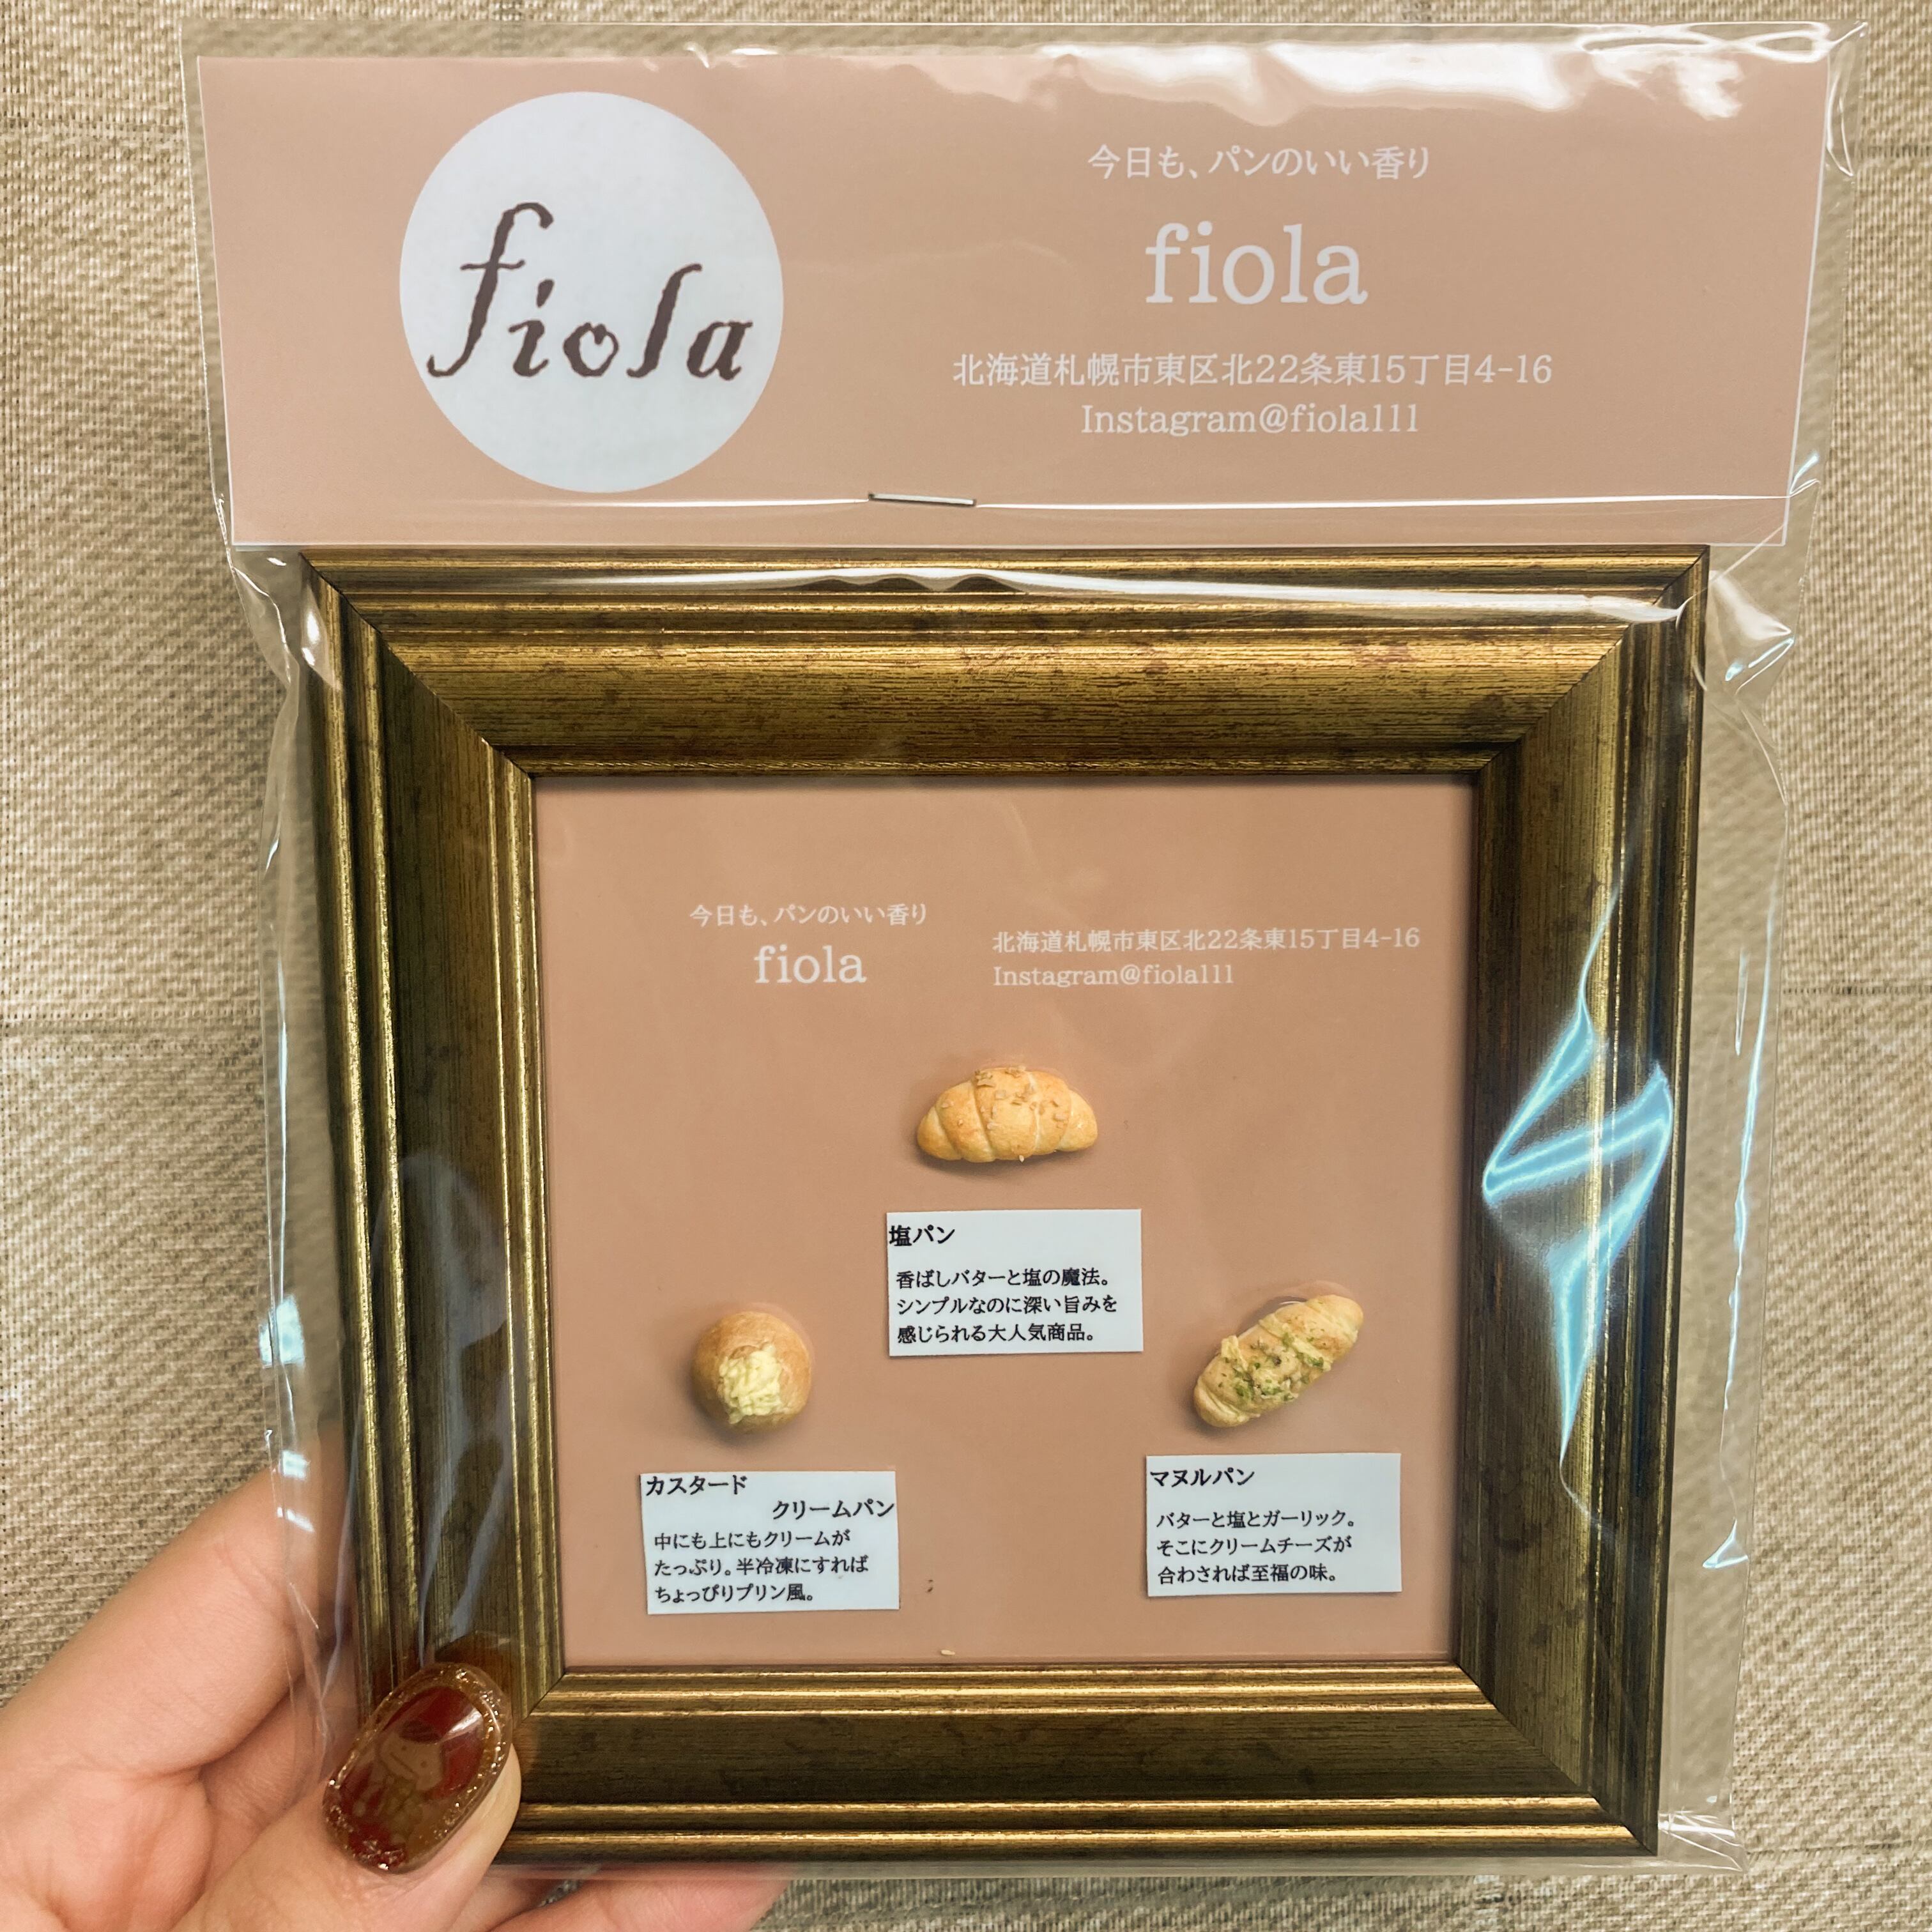 fiola
今日も、パンのいい香り
fiola
北海道札幌市東区北22条東15丁目4-16
Instagram@fiola111
今日も、パンのいい香り
fiola
北海道札幌市東区北22条東15丁目4-16
Instagram@fiola111
塩パン
香ばしバターと塩の魔法。
シンプルなのに深い旨みを
感じられる大人気商品。
カスタード
クリームパン
中にも上にもクリームが
たっぷり。半冷凍にすれば
ちょっぴりプリン風。
マヌルパン
バターと塩とガーリック。
そこにクリームチーズが
合わされば至福の味。